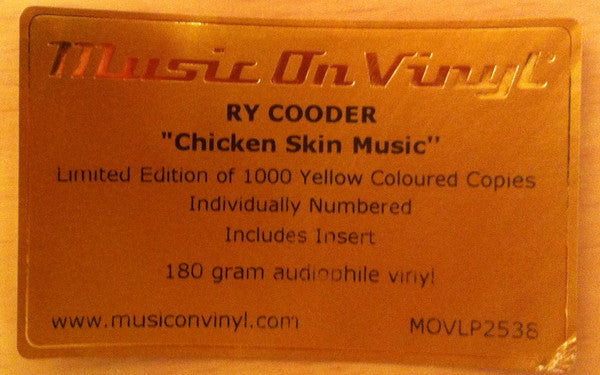 Music On Vinyl
RY COODER
"Chicken Skin Music"
Limited Edition of 1000 Yellow Coloured Copies
Individually Numbered
Includes Insert
180 gram audiophile vinyl
www.musiconvinyl.com MOVLP2538